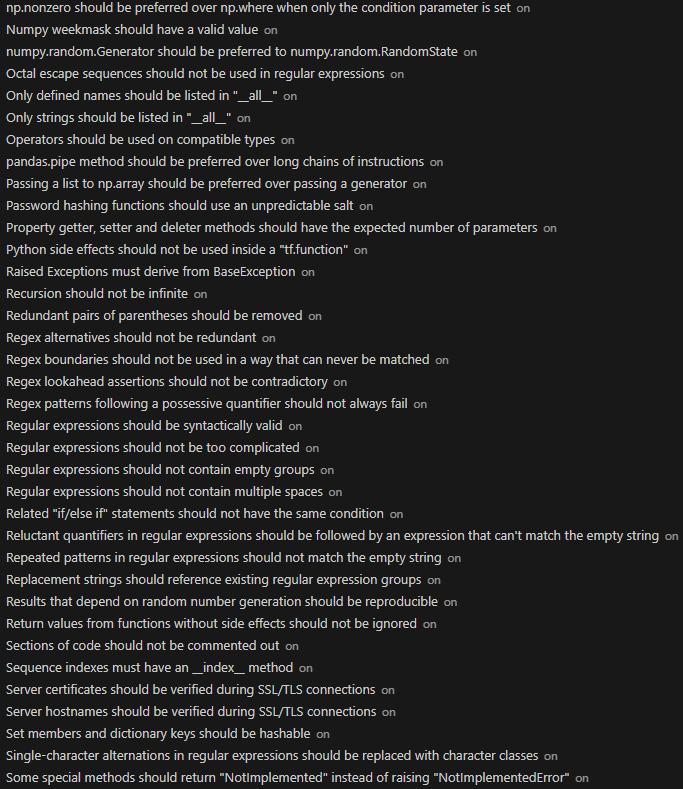 np.nonzero should be preferred over np.where when only the condition parameter is set on
Numpy weekmask should have a valid value on
numpy.random.Generator should be preferred to numpy.random.RandomState on
Octal escape sequences should not be used in regular expressions on
Only defined names should be listed in "__all__" on
Only strings should be listed in "__all__" on
Operators should be used on compatible types on
pandas.pipe method should be preferred over long chains of instructions on
Passing a list to np.array should be preferred over passing a generator on
Password hashing functions should use an unpredictable salt on
Property getter, setter and deleter methods should have the expected number of parameters on
Python side effects should not be used inside a "tf.function" on
Raised Exceptions must derive from BaseException on
Recursion should not be infinite on
Redundant pairs of parentheses should be removed on
Regex alternatives should not be redundant on
Regex boundaries should not be used in a way that can never be matched on
Regex lookahead assertions should not be contradictory on
Regex patterns following a possessive quantifier should not always fail on
Regular expressions should be syntactically valid on
Regular expressions should not be too complicated on
Regular expressions should not contain empty groups on
Regular expressions should not contain multiple spaces on
Related "if/else if" statements should not have the same condition on
Reluctant quantifiers in regular expressions should be followed by an expression that can't match the empty string on
Repeated patterns in regular expressions should not match the empty string on
Replacement strings should reference existing regular expression groups on
Results that depend on random number generation should be reproducible on
Return values from functions without side effects should not be ignored on
Sections of code should not be commented out on
Sequence indexes must have an __index__ method on
Server certificates should be verified during SSL/TLS connections on
Server hostnames should be verified during SSL/TLS connections on
Set members and dictionary keys should be hashable on
Single-character alternations in regular expressions should be replaced with character classes on
Some special methods should return "NotImplemented" instead of raising "NotImplementedError" on